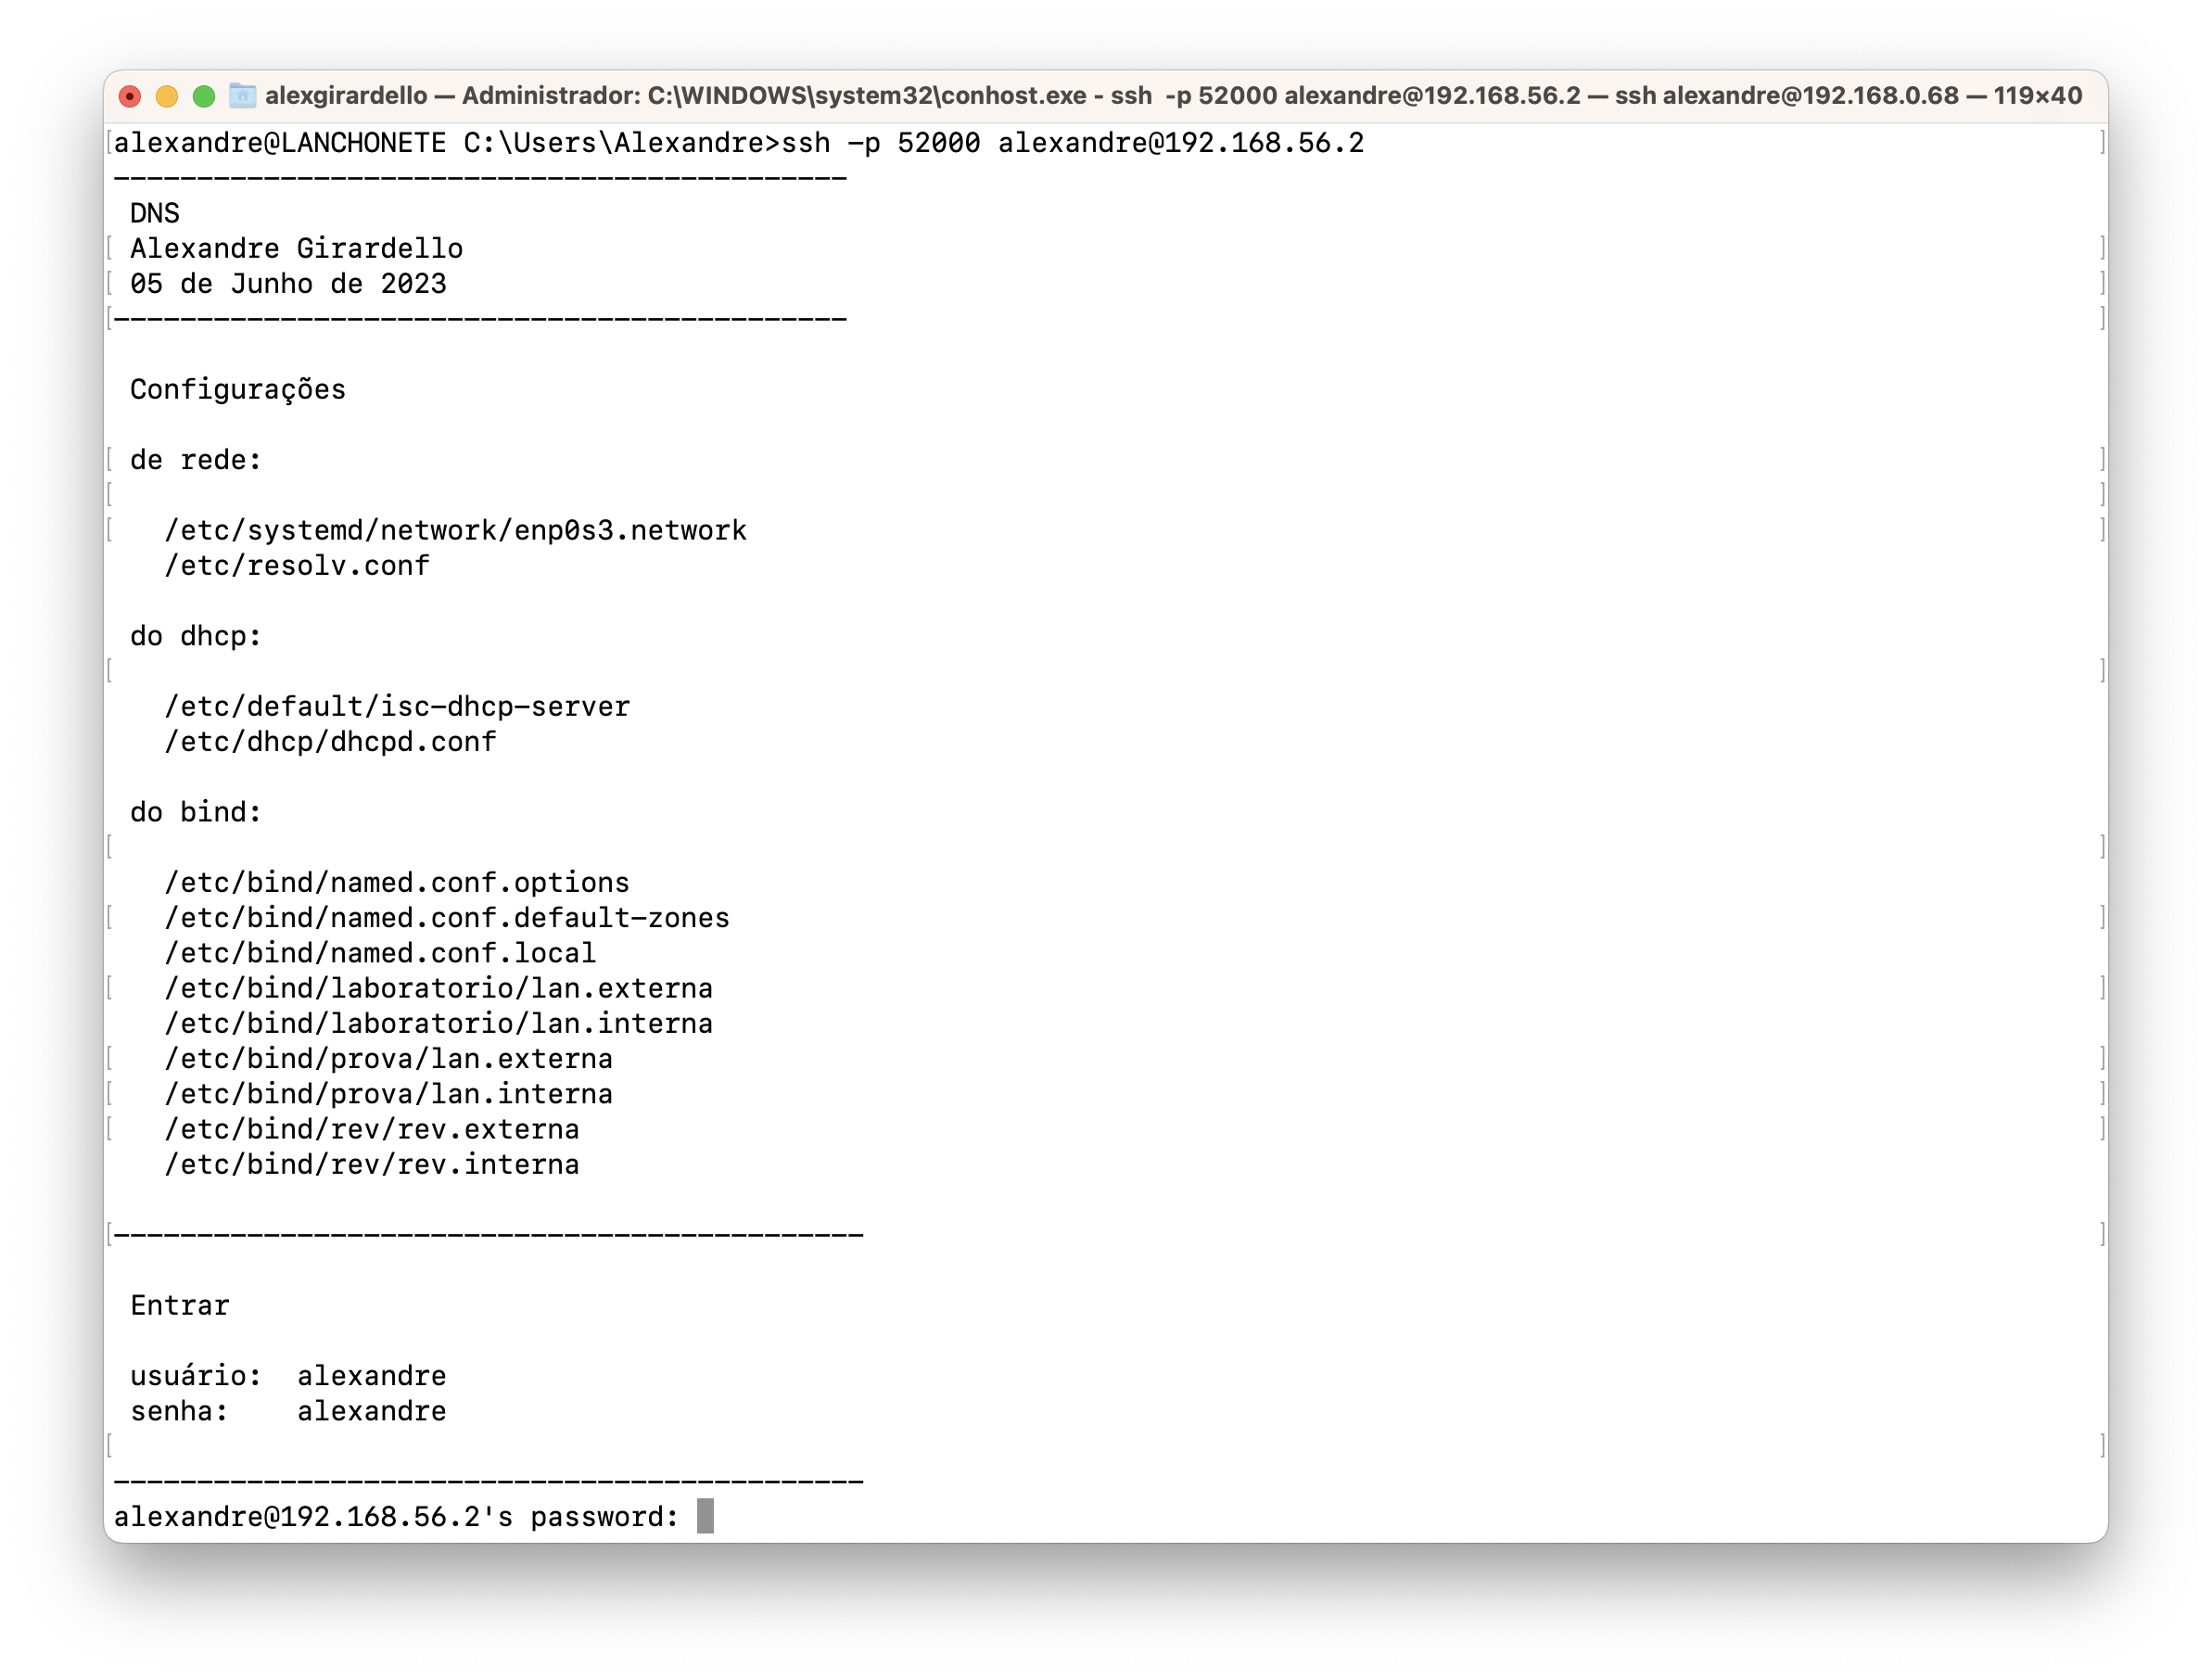 alexgirardello — Administrador: C:\WINDOWS\system32\conhost.exe - ssh  -p 52000 alexandre@192.168.56.2 — ssh alexandre@192.168.0.68 — 119×40
[alexandre@LANCHONETE C:\Users\Alexandre>ssh -p 52000 alexandre@192.168.56.2 ]
--------------------------------------------
DNS
[ Alexandre Girardello ]
[ 05 de Junho de 2023 ]
[-------------------------------------------- ]
Configurações
[ de rede: ]
[ ]
[ /etc/systemd/network/enp0s3.network ]
/etc/resolv.conf
do dhcp:
[ ]
/etc/default/isc-dhcp-server
/etc/dhcp/dhcpd.conf
do bind:
[ ]
/etc/bind/named.conf.options
[ /etc/bind/named.conf.default-zones ]
/etc/bind/named.conf.local
[ /etc/bind/laboratorio/lan.externa ]
/etc/bind/laboratorio/lan.interna
[ /etc/bind/prova/lan.externa ]
[ /etc/bind/prova/lan.interna ]
[ /etc/bind/rev/rev.externa ]
/etc/bind/rev/rev.interna
[--------------------------------------------- ]
Entrar
usuário:  alexandre
senha:    alexandre
[ ]
---------------------------------------------
alexandre@192.168.56.2's password: